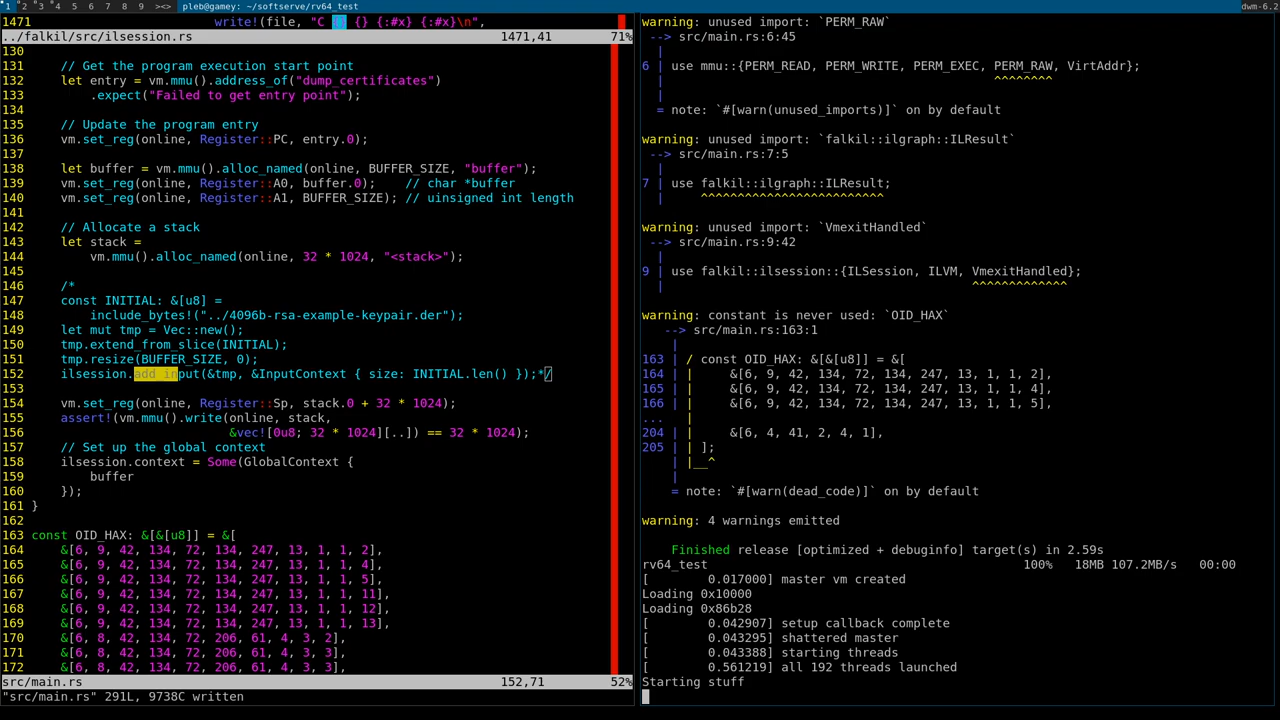 1 2 3 4 5 6 7 8 9 ><> pleb@gamey: ~/softserve/rv64_test dwm-6.2
1471 write!(file, "C {} {} {:#x} {:#x}\n",
../falkil/src/ilsession.rs 1471,41 71%
130
131 // Get the program execution start point
132 let entry = vm.mmu().address_of("dump_certificates")
133 .expect("Failed to get entry point");
134
135 // Update the program entry
136 vm.set_reg(online, Register::PC, entry.0);
137
138 let buffer = vm.mmu().alloc_named(online, BUFFER_SIZE, "buffer");
139 vm.set_reg(online, Register::A0, buffer.0); // char *buffer
140 vm.set_reg(online, Register::A1, BUFFER_SIZE); // uinsigned int length
141
142 // Allocate a stack
143 let stack =
144 vm.mmu().alloc_named(online, 32 * 1024, "<stack>");
145
146 /*
147 const INITIAL: &[u8] =
148 include_bytes!("../4096b-rsa-example-keypair.der");
149 let mut tmp = Vec::new();
150 tmp.extend_from_slice(INITIAL);
151 tmp.resize(BUFFER_SIZE, 0);
152 ilsession.add_input(&tmp, &InputContext { size: INITIAL.len() });*/
153
154 vm.set_reg(online, Register::Sp, stack.0 + 32 * 1024);
155 assert!(vm.mmu().write(online, stack,
156 &vec![0u8; 32 * 1024][..]) == 32 * 1024);
157 // Set up the global context
158 ilsession.context = Some(GlobalContext {
159 buffer
160 });
161 }
162
163 const OID_HAX: &[&[u8]] = &[
164 &[6, 9, 42, 134, 72, 134, 247, 13, 1, 1, 2],
165 &[6, 9, 42, 134, 72, 134, 247, 13, 1, 1, 4],
166 &[6, 9, 42, 134, 72, 134, 247, 13, 1, 1, 5],
167 &[6, 9, 42, 134, 72, 134, 247, 13, 1, 1, 11],
168 &[6, 9, 42, 134, 72, 134, 247, 13, 1, 1, 12],
169 &[6, 9, 42, 134, 72, 134, 247, 13, 1, 1, 13],
170 &[6, 8, 42, 134, 72, 206, 61, 4, 3, 2],
171 &[6, 8, 42, 134, 72, 206, 61, 4, 3, 3],
172 &[6, 8, 42, 134, 72, 206, 61, 4, 3, 4],
src/main.rs 152,71 52%
"src/main.rs" 291L, 9738C written
warning: unused import: `PERM_RAW`
--> src/main.rs:6:45
|
6 | use mmu::{PERM_READ, PERM_WRITE, PERM_EXEC, PERM_RAW, VirtAddr};
| ^^^^^^^^
|
= note: `#[warn(unused_imports)]` on by default
warning: unused import: `falkil::ilgraph::ILResult`
--> src/main.rs:7:5
|
7 | use falkil::ilgraph::ILResult;
| ^^^^^^^^^^^^^^^^^^^^^^^^^
warning: unused import: `VmexitHandled`
--> src/main.rs:9:42
|
9 | use falkil::ilsession::{ILSession, ILVM, VmexitHandled};
| ^^^^^^^^^^^^^
warning: constant is never used: `OID_HAX`
--> src/main.rs:163:1
|
163 | / const OID_HAX: &[&[u8]] = &[
164 | | &[6, 9, 42, 134, 72, 134, 247, 13, 1, 1, 2],
165 | | &[6, 9, 42, 134, 72, 134, 247, 13, 1, 1, 4],
166 | | &[6, 9, 42, 134, 72, 134, 247, 13, 1, 1, 5],
... |
204 | | &[6, 4, 41, 2, 4, 1],
205 | | ];
| |__^
|
= note: `#[warn(dead_code)]` on by default
warning: 4 warnings emitted
Finished release [optimized + debuginfo] target(s) in 2.59s
rv64_test 100% 18MB 107.2MB/s 00:00
[ 0.017000] master vm created
Loading 0x10000
Loading 0x86b28
[ 0.042907] setup callback complete
[ 0.043295] shattered master
[ 0.043388] starting threads
[ 0.561219] all 192 threads launched
Starting stuff